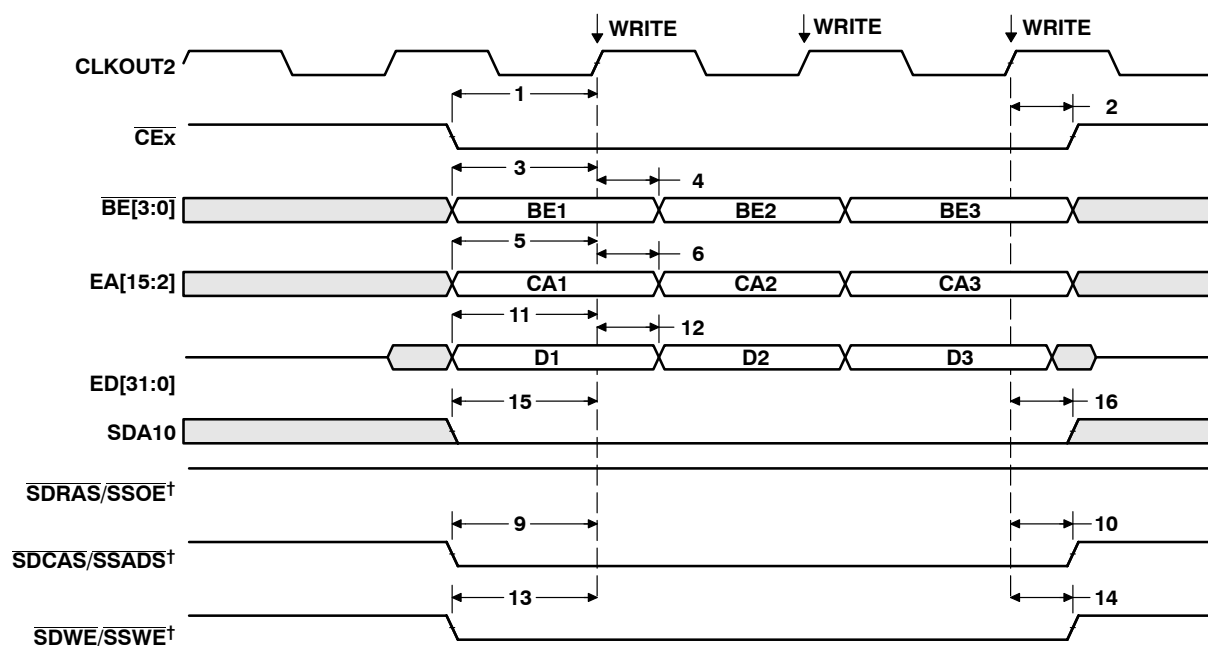 WRITE WRITE WRITE
CLKOUT2
1 2
CEx
3 4
BE[3:0] BE1 BE2 BE3
5 6
EA[15:2] CA1 CA2 CA3
11 12
D1 D2 D3
ED[31:0]
15 16
SDA10
SDRAS/SSOE†
9 10
SDCAS/SSADS†
13 14
SDWE/SSWE†